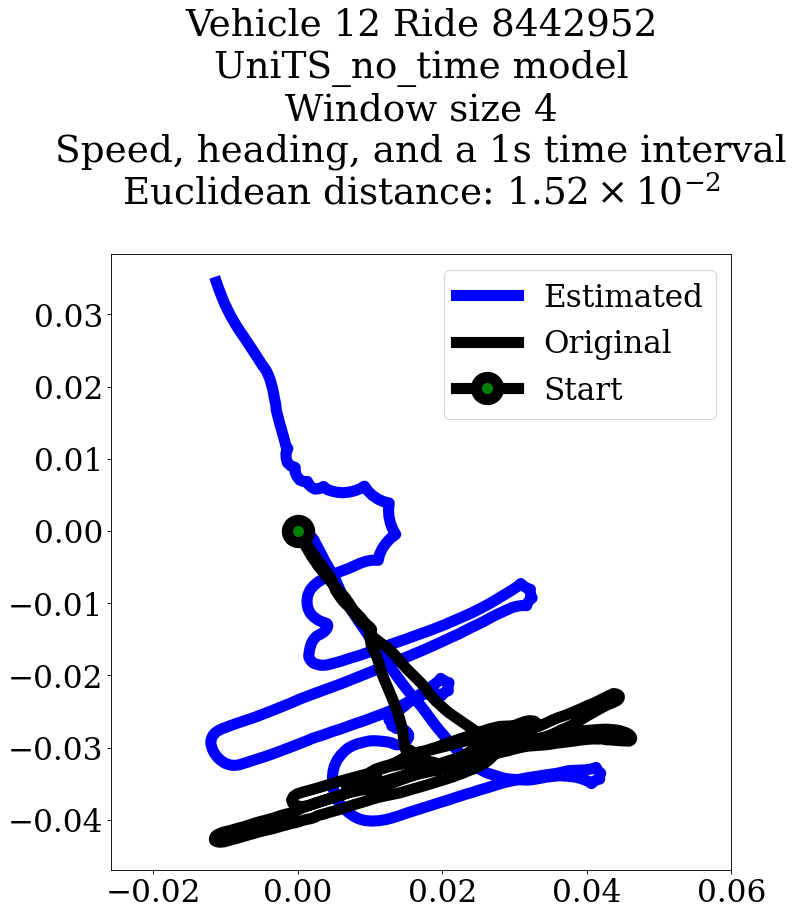 Vehicle 12 Ride 8442952
UniTS_no_time model
Window size 4
Speed, heading, and a 1s time interval
Euclidean distance: 1.52 × 10⁻²
Estimated
Original
Start
0.03
0.02
0.01
0.00
−0.01
−0.02
−0.03
−0.04
−0.02
0.00
0.02
0.04
0.06